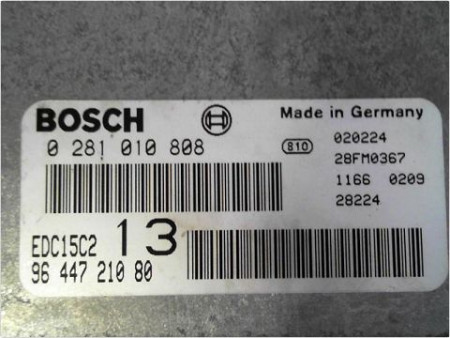 BOSCH
Made in Germany
0 281 010 808
810
020224
28FM0367
1166 0209
28224
EDC15C2 13
96 447 210 80